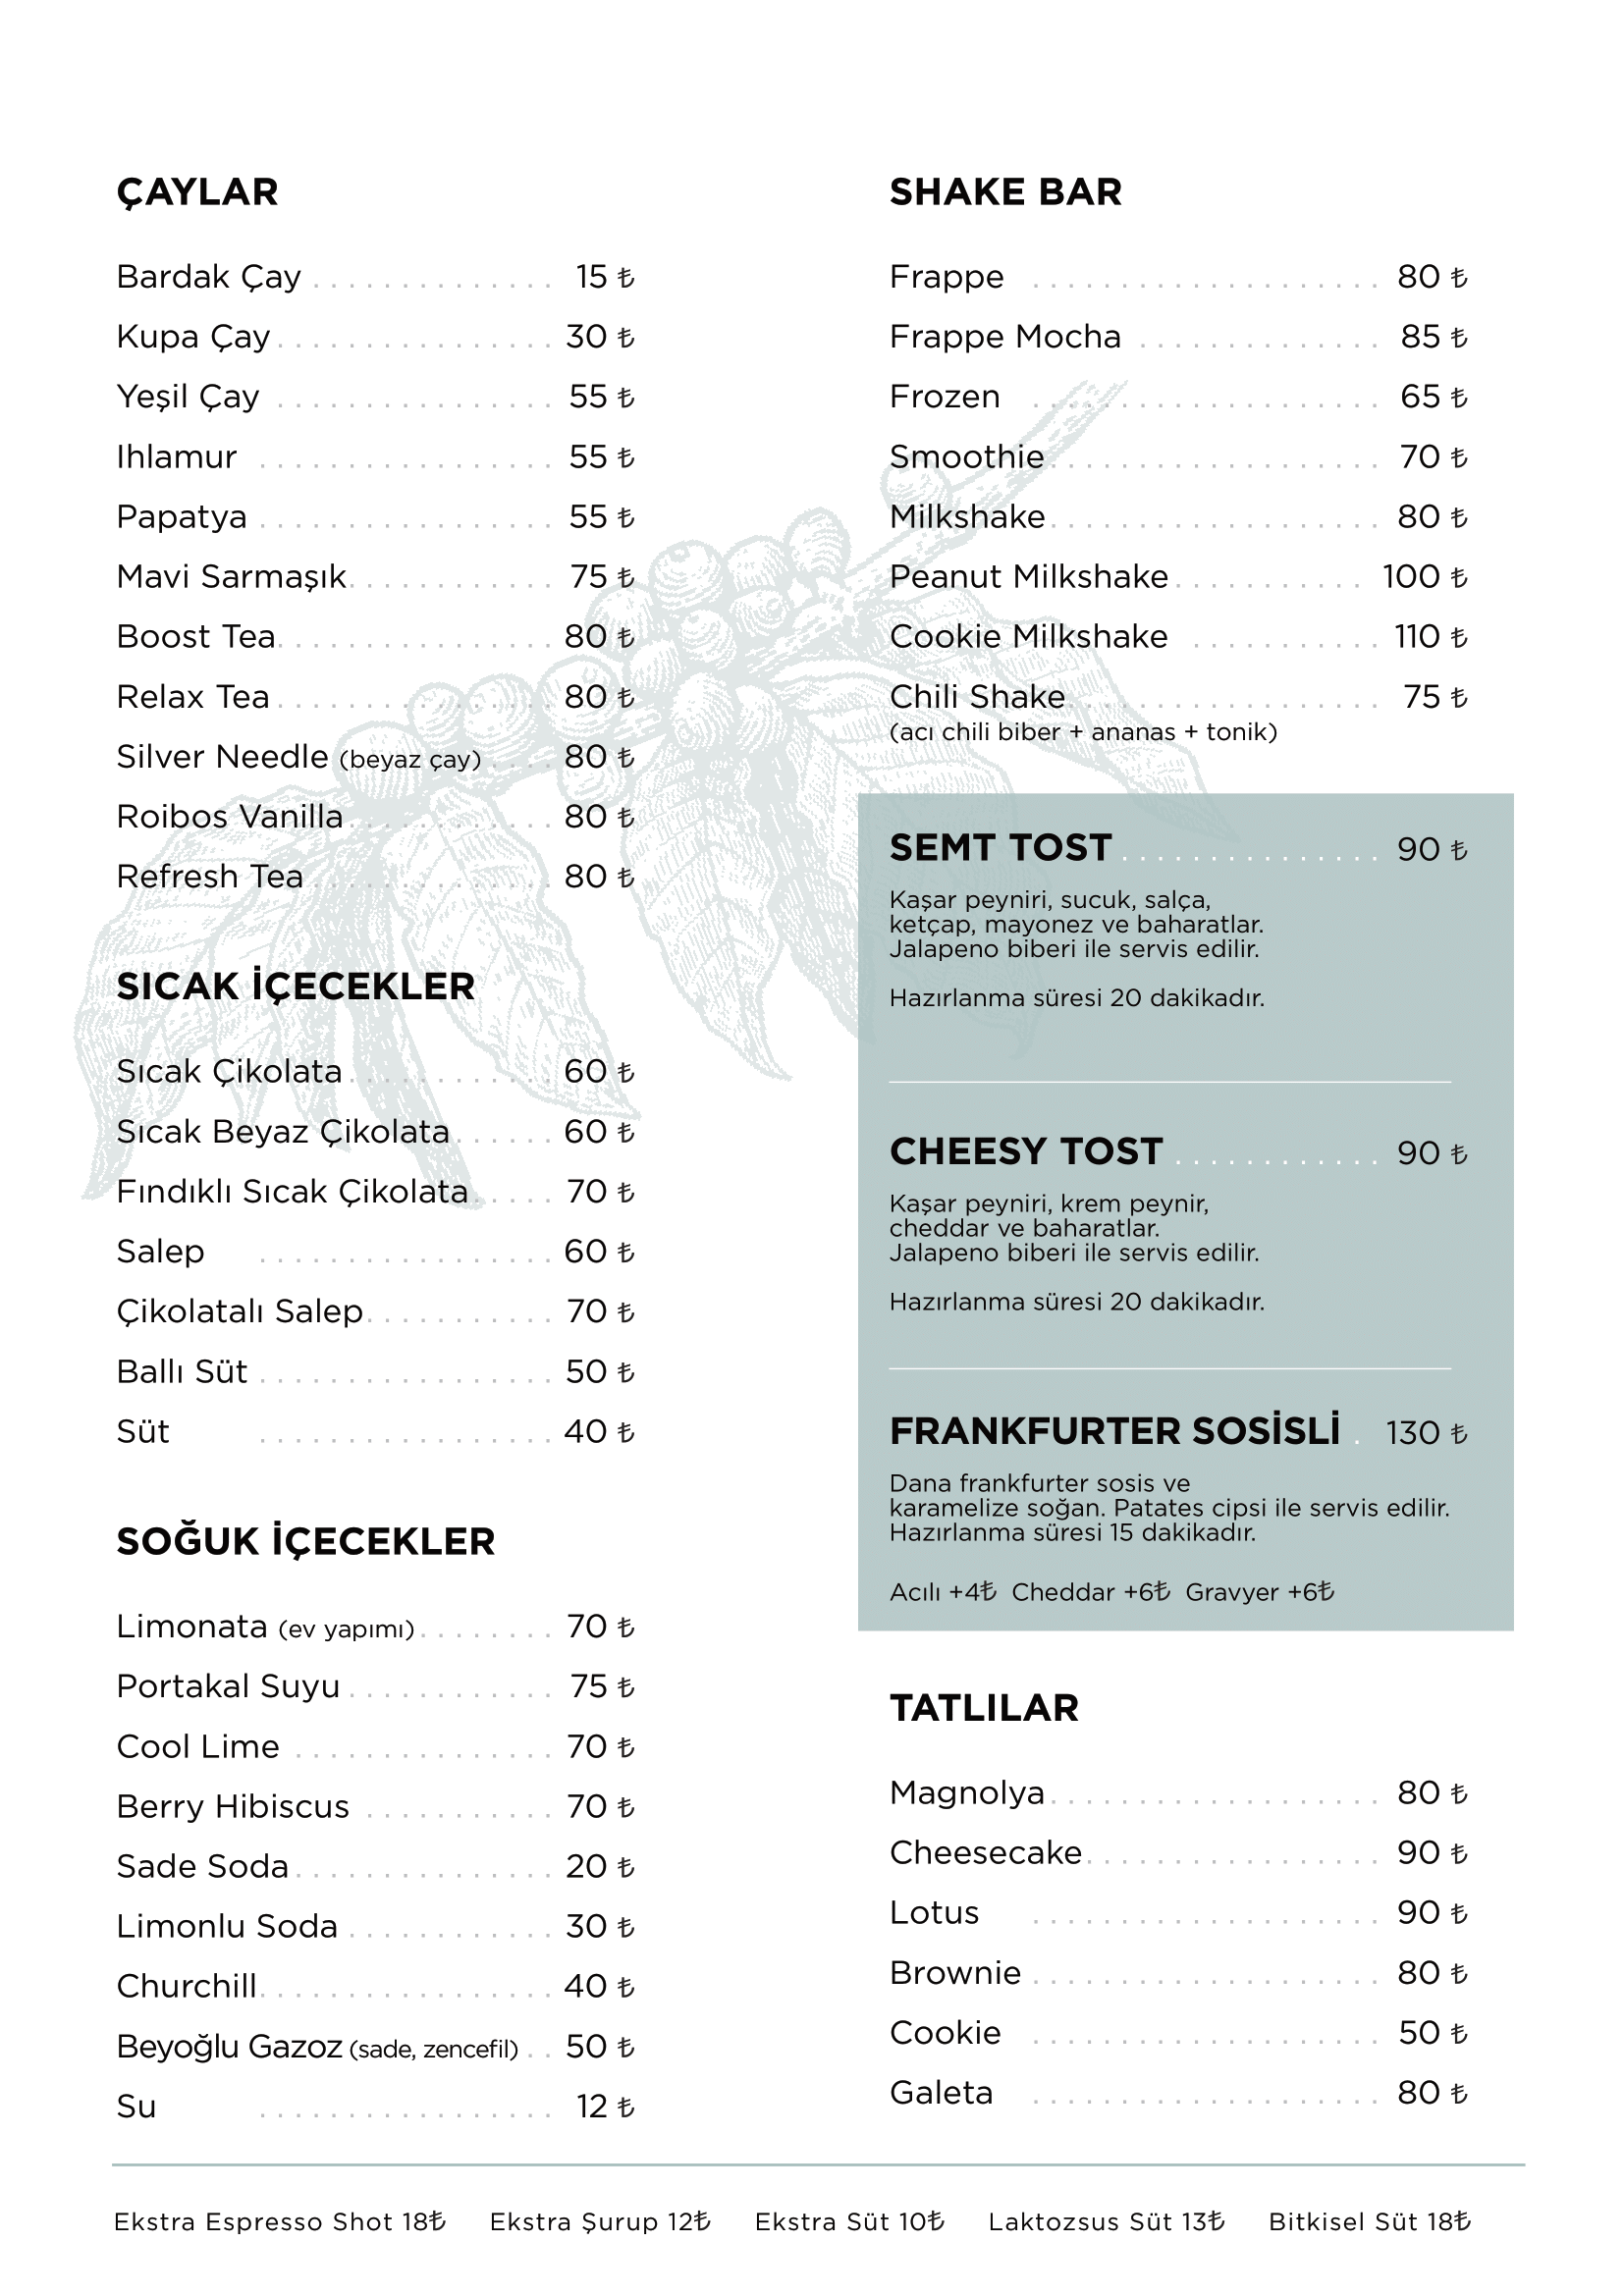 ÇAYLAR
Bardak Çay . . . . . . . . . . . . . . 15 ₺
Kupa Çay . . . . . . . . . . . . . . . . 30 ₺
Yeşil Çay . . . . . . . . . . . . . . . . 55 ₺
Ihlamur . . . . . . . . . . . . . . . . . 55 ₺
Papatya . . . . . . . . . . . . . . . . . 55 ₺
Mavi Sarmaşık . . . . . . . . . . . . 75 ₺
Boost Tea . . . . . . . . . . . . . . . . 80 ₺
Relax Tea . . . . . . . . . . . . . . . . 80 ₺
Silver Needle (beyaz çay) . . . . 80 ₺
Roibos Vanilla . . . . . . . . . . . . 80 ₺
Refresh Tea . . . . . . . . . . . . . . 80 ₺
SICAK İÇECEKLER
Sıcak Çikolata . . . . . . . . . . . . 60 ₺
Sıcak Beyaz Çikolata . . . . . . 60 ₺
Fındıklı Sıcak Çikolata . . . . . 70 ₺
Salep . . . . . . . . . . . . . . . . . 60 ₺
Çikolatalı Salep . . . . . . . . . . . 70 ₺
Ballı Süt . . . . . . . . . . . . . . . . . 50 ₺
Süt . . . . . . . . . . . . . . . . . 40 ₺
SOĞUK İÇECEKLER
Limonata (ev yapımı) . . . . . . . . 70 ₺
Portakal Suyu . . . . . . . . . . . . 75 ₺
Cool Lime . . . . . . . . . . . . . . . 70 ₺
Berry Hibiscus . . . . . . . . . . . 70 ₺
Sade Soda . . . . . . . . . . . . . . . 20 ₺
Limonlu Soda . . . . . . . . . . . . 30 ₺
Churchill . . . . . . . . . . . . . . . . . 40 ₺
Beyoğlu Gazoz (sade, zencefil) . . 50 ₺
Su . . . . . . . . . . . . . . . . . 12 ₺
SHAKE BAR
Frappe . . . . . . . . . . . . . . . . . . . . 80 ₺
Frappe Mocha . . . . . . . . . . . . . . 85 ₺
Frozen . . . . . . . . . . . . . . . . . . . . 65 ₺
Smoothie . . . . . . . . . . . . . . . . . . . 70 ₺
Milkshake . . . . . . . . . . . . . . . . . . . 80 ₺
Peanut Milkshake . . . . . . . . . . . . 100 ₺
Cookie Milkshake . . . . . . . . . . . 110 ₺
Chili Shake . . . . . . . . . . . . . . . . . . 75 ₺
(acı chili biber + ananas + tonik)
SEMT TOST . . . . . . . . . . . . . . . 90 ₺
Kaşar peyniri, sucuk, salça,
ketçap, mayonez ve baharatlar.
Jalapeno biberi ile servis edilir.
Hazırlanma süresi 20 dakikadır.
CHEESY TOST . . . . . . . . . . . . 90 ₺
Kaşar peyniri, krem peynir,
cheddar ve baharatlar.
Jalapeno biberi ile servis edilir.
Hazırlanma süresi 20 dakikadır.
FRANKFURTER SOSİSLİ . 130 ₺
Dana frankfurter sosis ve
karamelize soğan. Patates cipsi ile servis edilir.
Hazırlanma süresi 15 dakikadır.
Acılı +4₺ Cheddar +6₺ Gravyer +6₺
TATLILAR
Magnolya . . . . . . . . . . . . . . . . . . . 80 ₺
Cheesecake . . . . . . . . . . . . . . . . . 90 ₺
Lotus . . . . . . . . . . . . . . . . . . . . 90 ₺
Brownie . . . . . . . . . . . . . . . . . . . . 80 ₺
Cookie . . . . . . . . . . . . . . . . . . . . 50 ₺
Galeta . . . . . . . . . . . . . . . . . . . . 80 ₺
Ekstra Espresso Shot 18₺ Ekstra Şurup 12₺ Ekstra Süt 10₺ Laktozsus Süt 13₺ Bitkisel Süt 18₺